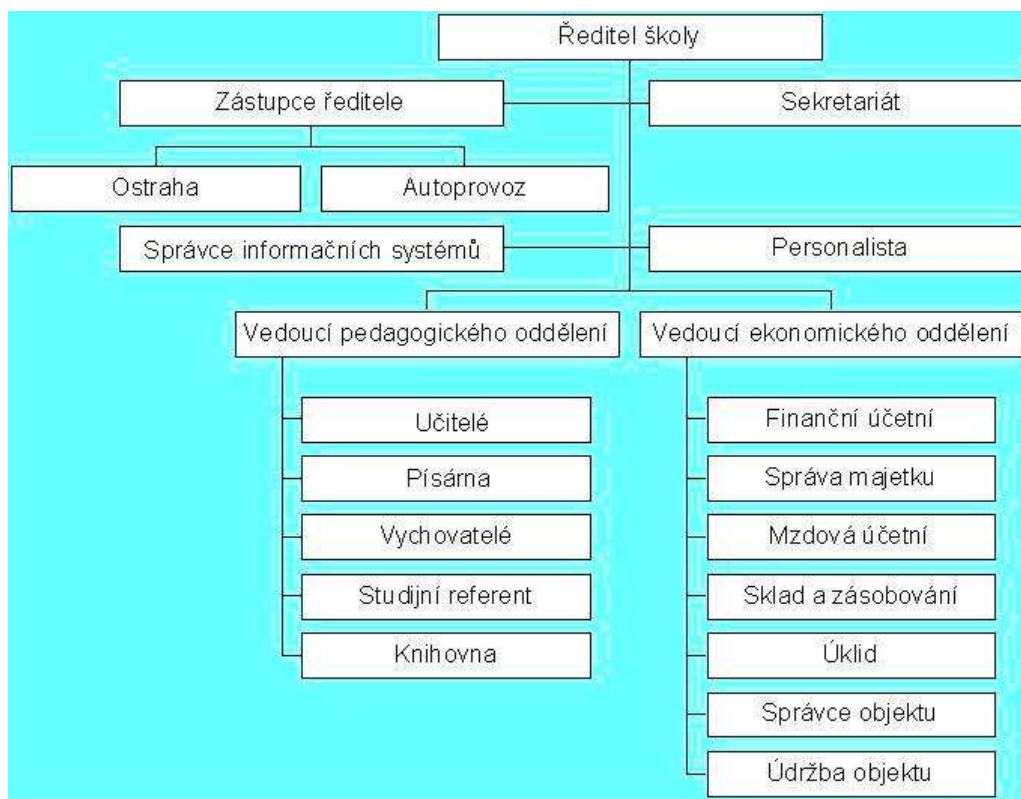 Ředitel školy
Zástupce ředitele
Sekretariát
Ostraha
Autoprovoz
Správce informačních systémů
Personalista
Vedoucí pedagogického oddělení
Vedoucí ekonomického oddělení
Učitelé
Písárna
Vychovatelé
Studijní referent
Knihovna
Finanční účetní
Správa majetku
Mzdová účetní
Sklad a zásobování
Úklid
Správce objektu
Údržba objektu